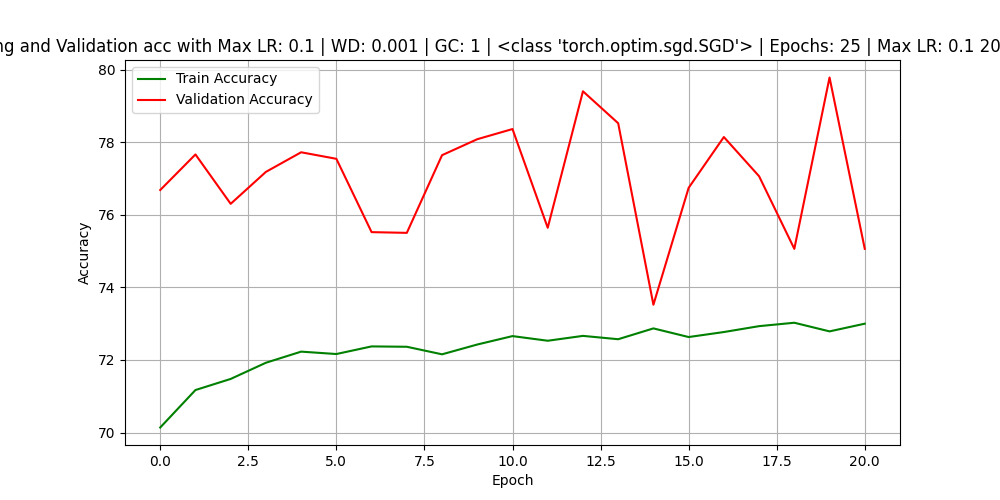 ng and Validation acc with Max LR: 0.1 | WD: 0.001 | GC: 1 | <class 'torch.optim.sgd.SGD'> | Epochs: 25 | Max LR: 0.1 20
Train Accuracy
Validation Accuracy
80
78
76
74
72
70
Accuracy
0.0 2.5 5.0 7.5 10.0 12.5 15.0 17.5 20.0
Epoch